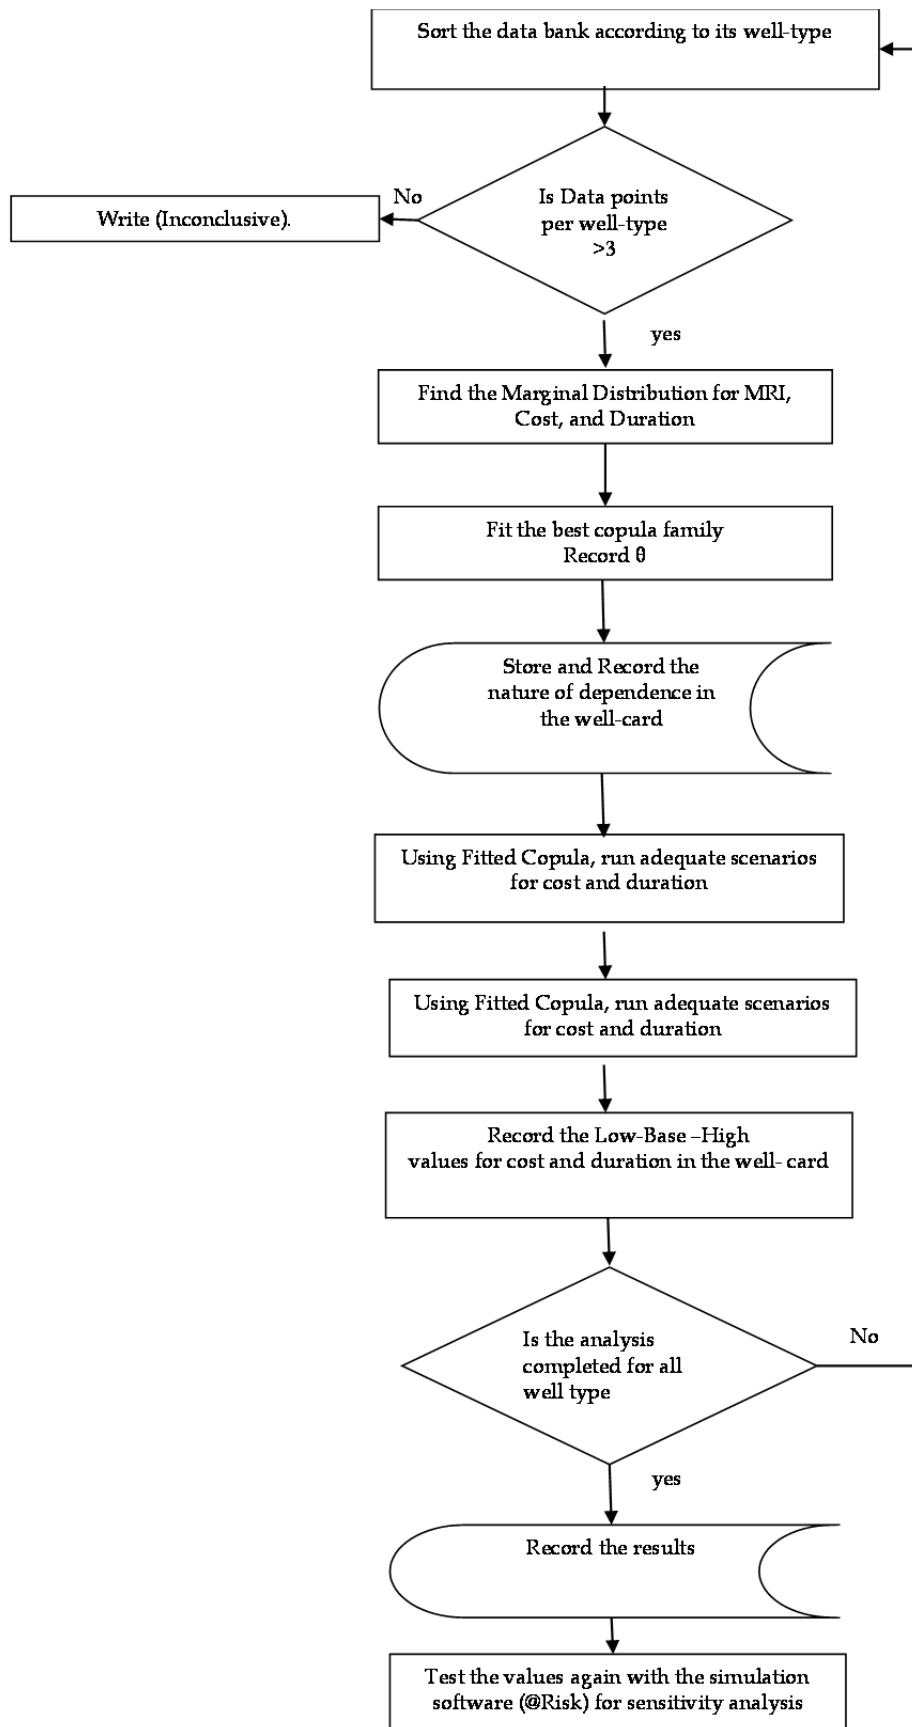 Sort the data bank according to its well-type
No
Write (Inconclusive).
Is Data points
per well-type
>3
yes
Find the Marginal Distribution for MRI,
Cost, and Duration
Fit the best copula family
Record θ
Store and Record the
nature of dependence in
the well-card
Using Fitted Copula, run adequate scenarios
for cost and duration
Using Fitted Copula, run adequate scenarios
for cost and duration
Record the Low-Base –High
values for cost and duration in the well- card
Is the analysis
completed for all
well type
No
yes
Record the results
Test the values again with the simulation
software (@Risk) for sensitivity analysis